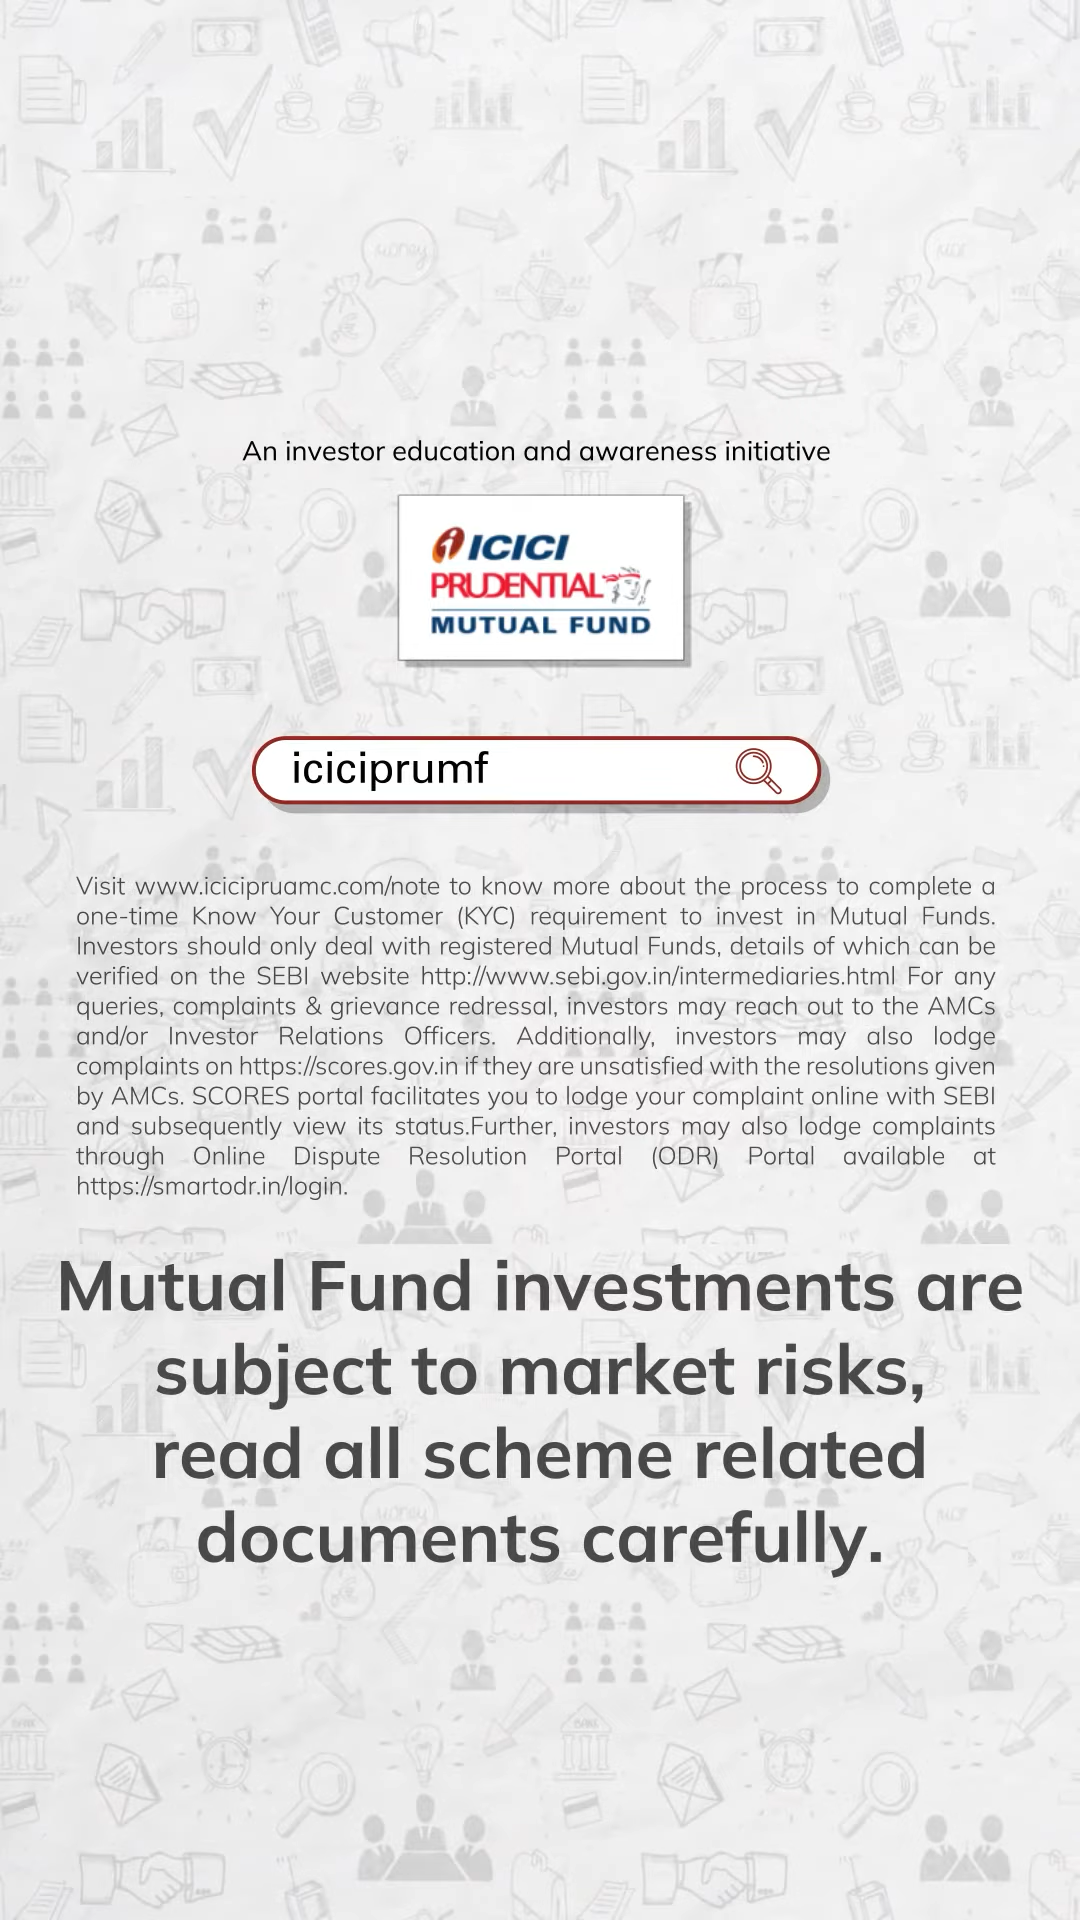 An investor education and awareness initiative
ICICI
PRUDENTIAL
MUTUAL FUND
iciciprumf
Visit www.icicipruamc.com/note to know more about the process to complete a
one-time Know Your Customer (KYC) requirement to invest in Mutual Funds.
Investors should only deal with registered Mutual Funds, details of which can be
verified on the SEBI website http://www.sebi.gov.in/intermediaries.html For any
queries, complaints & grievance redressal, investors may reach out to the AMCs
and/or Investor Relations Officers. Additionally, investors may also lodge
complaints on https://scores.gov.in if they are unsatisfied with the resolutions given
by AMCs. SCORES portal facilitates you to lodge your complaint online with SEBI
and subsequently view its status.Further, investors may also lodge complaints
through Online Dispute Resolution Portal (ODR) Portal available at
https://smartodr.in/login.
Mutual Fund investments are
subject to market risks,
read all scheme related
documents carefully.